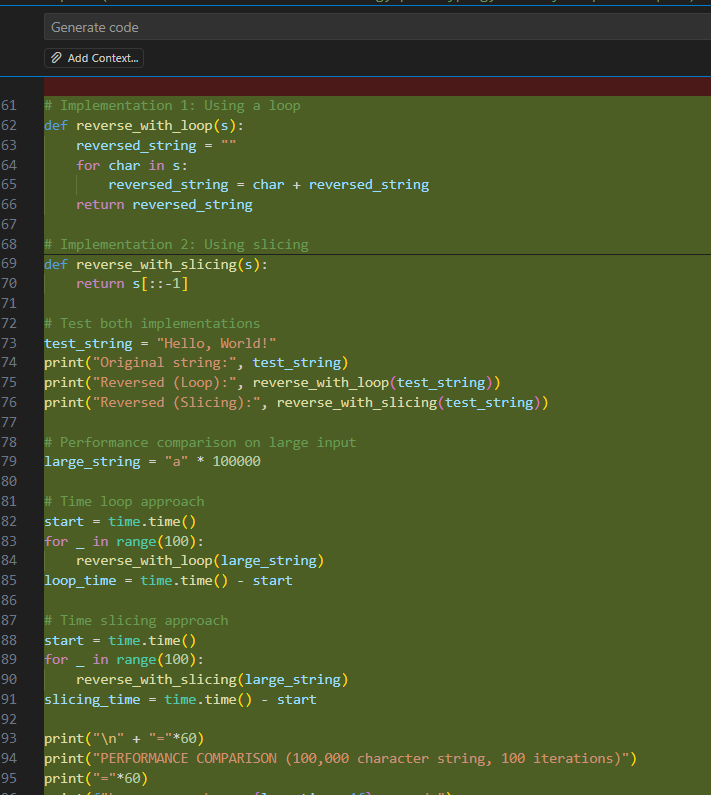 Generate code
Add Context...
61 # Implementation 1: Using a loop
62 def reverse_with_loop(s):
63     reversed_string = ""
64     for char in s:
65         reversed_string = char + reversed_string
66     return reversed_string
67
68 # Implementation 2: Using slicing
69 def reverse_with_slicing(s):
70     return s[::-1]
71
72 # Test both implementations
73 test_string = "Hello, World!"
74 print("Original string:", test_string)
75 print("Reversed (Loop):", reverse_with_loop(test_string))
76 print("Reversed (Slicing):", reverse_with_slicing(test_string))
77
78 # Performance comparison on large input
79 large_string = "a" * 100000
80
81 # Time loop approach
82 start = time.time()
83 for _ in range(100):
84     reverse_with_loop(large_string)
85 loop_time = time.time() - start
86
87 # Time slicing approach
88 start = time.time()
89 for _ in range(100):
90     reverse_with_slicing(large_string)
91 slicing_time = time.time() - start
92
93 print("\n" + "="*60)
94 print("PERFORMANCE COMPARISON (100,000 character string, 100 iterations)")
95 print("="*60)